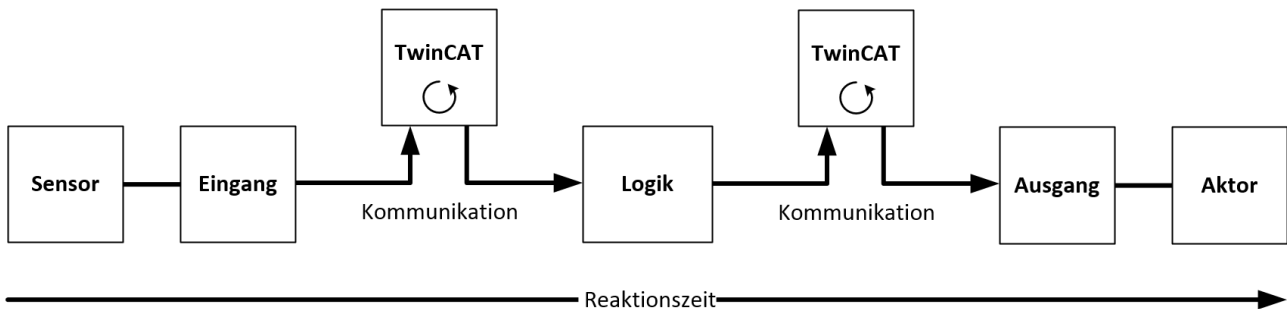 TwinCAT
TwinCAT
Sensor
Eingang
Kommunikation
Logik
Kommunikation
Ausgang
Aktor
Reaktionszeit